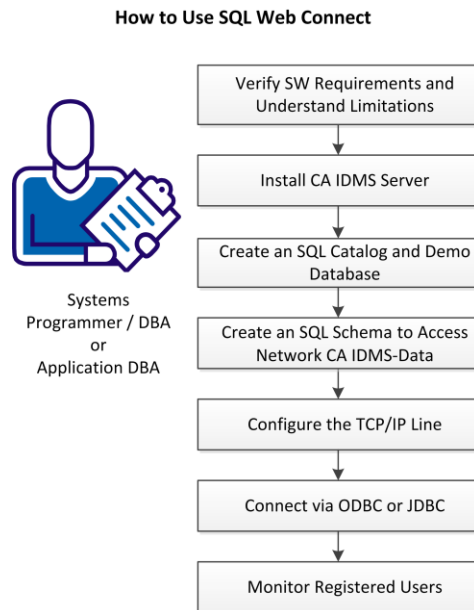 How to Use SQL Web Connect
Verify SW Requirements and
Understand Limitations
Install CA IDMS Server
Create an SQL Catalog and Demo
Database
Create an SQL Schema to Access
Network CA IDMS-Data
Configure the TCP/IP Line
Connect via ODBC or JDBC
Monitor Registered Users
Systems
Programmer / DBA
or
Application DBA